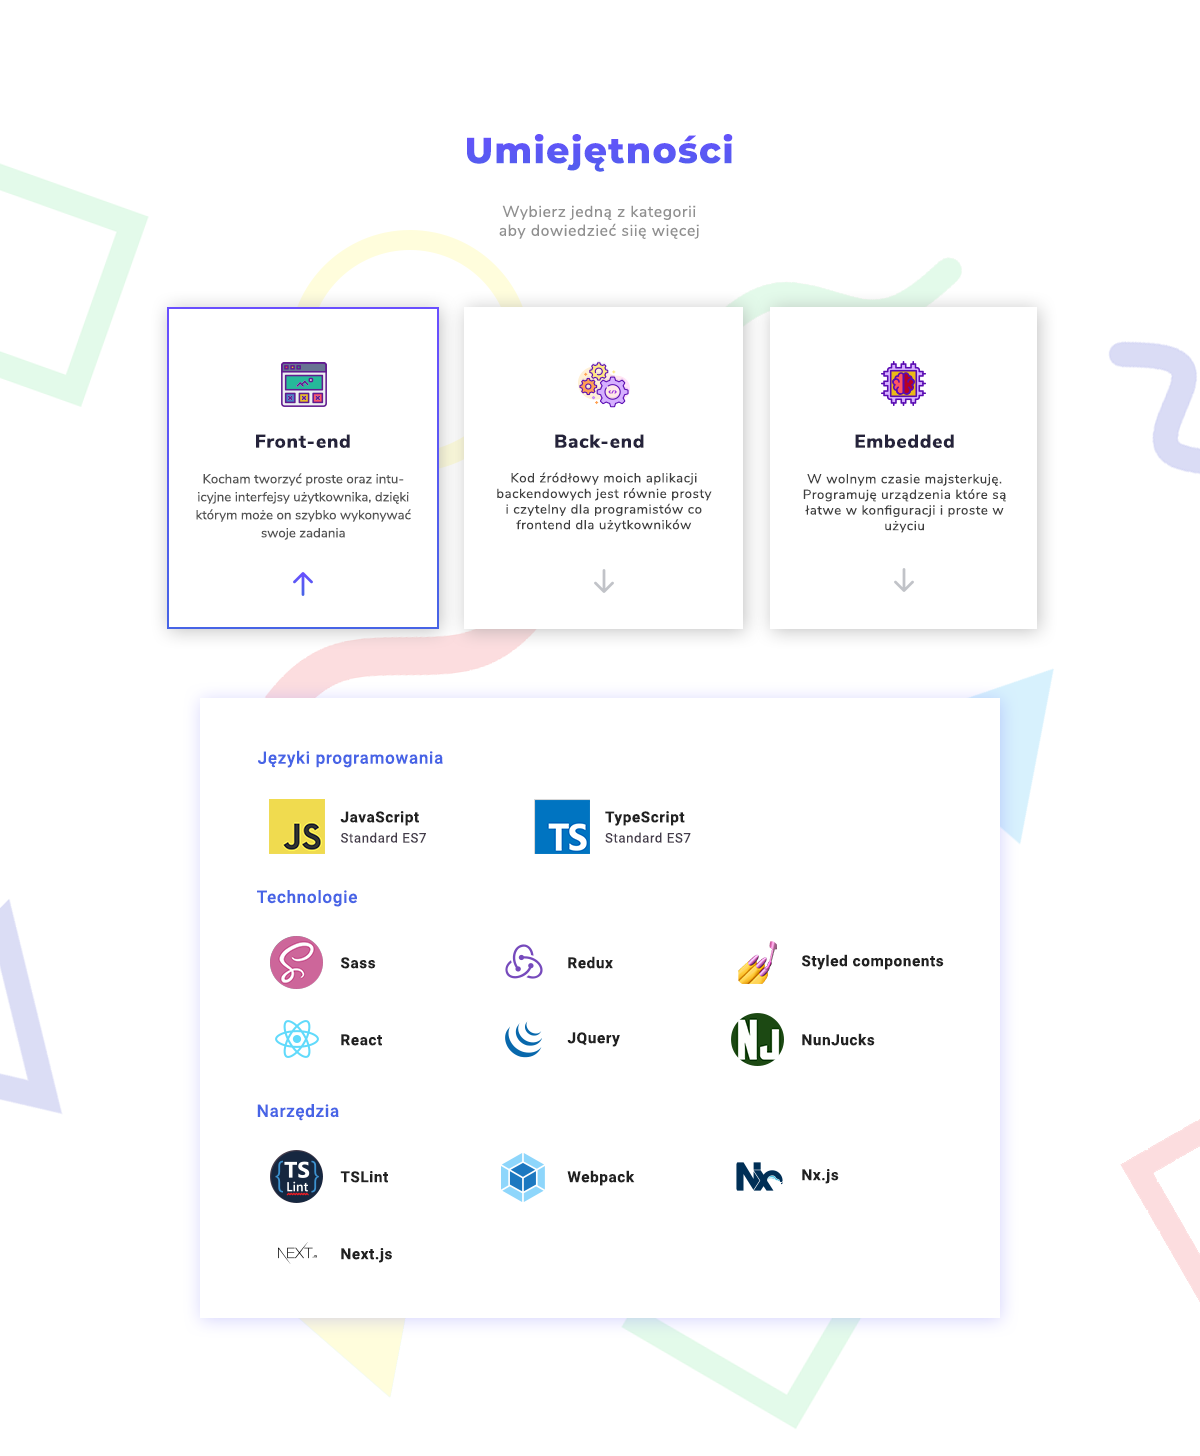 Umiejętności
Wybierz jedną z kategorii
aby dowiedzieć siię więcej
Front-end
Kocham tworzyć proste oraz intu-
icyjne interfejsy użytkownika, dzięki
którym może on szybko wykonywać
swoje zadania
Back-end
Kod źródłowy moich aplikacji
backendowych jest równie prosty
i czytelny dla programistów co
frontend dla użytkowników
Embedded
W wolnym czasie majsterkuję.
Programuję urządzenia które są
łatwe w konfiguracji i proste w
użyciu
Języki programowania
JS
JavaScript
Standard ES7
TS
TypeScript
Standard ES7
Technologie
Sass
Redux
Styled components
React
JQuery
NJ
NunJucks
Narzędzia
{TS}
Lint
TSLint
Webpack
Nx
Nx.js
NEXT.JS
Next.js